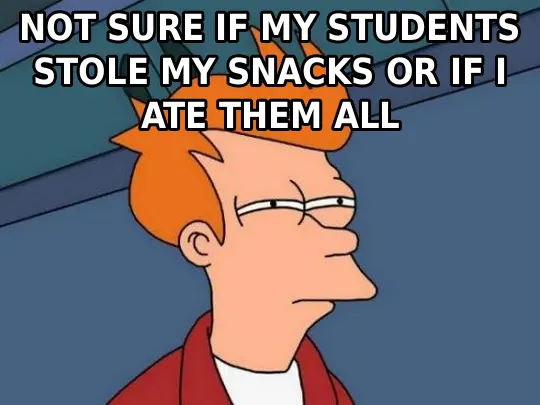 NOT SURE IF MY STUDENTS
STOLE MY SNACKS OR IF I
ATE THEM ALL